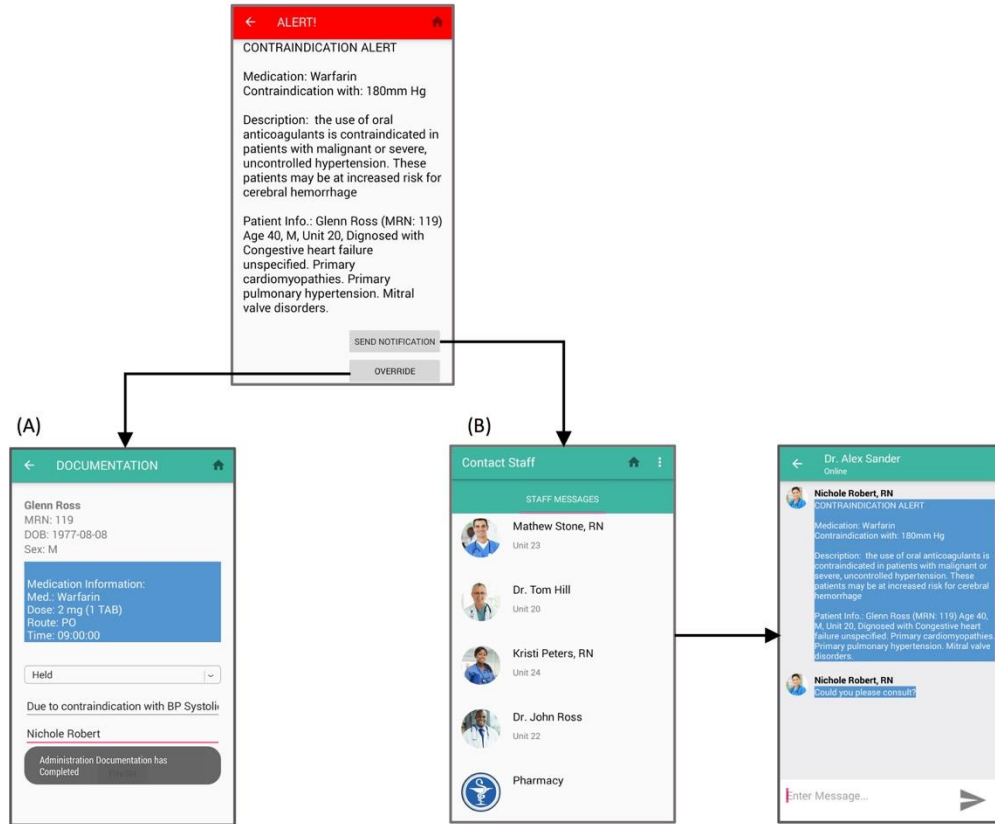 ALERT!
CONTRAINDICATION ALERT
Medication: Warfarin
Contraindication with: 180mm Hg
Description: the use of oral
anticoagulants is contraindicated in
patients with malignant or severe,
uncontrolled hypertension. These
patients may be at increased risk for
cerebral hemorrhage
Patient Info.: Glenn Ross (MRN: 119)
Age 40, M, Unit 20, Dignosed with
Congestive heart failure
unspecified. Primary
cardiomyopathies. Primary
pulmonary hypertension. Mitral
valve disorders.
SEND NOTIFICATION
OVERRIDE
(A)
DOCUMENTATION
Glenn Ross
MRN: 119
DOB: 1977-08-08
Sex: M
Medication Information:
Med.: Warfarin
Dose: 2 mg (1 TAB)
Route: PO
Time: 09:00:00
Held
Due to contraindication with BP Systoli
Nichole Robert
Administration Documentation has
Completed
(B)
Contact Staff
STAFF MESSAGES
Mathew Stone, RN
Unit 23
Dr. Tom Hill
Unit 20
Kristi Peters, RN
Unit 24
Dr. John Ross
Unit 22
Pharmacy
Dr. Alex Sander
Online
Nichole Robert, RN
CONTRAINDICATION ALERT
Medication: Warfarin
Contraindication with: 180mm Hg
Description: the use of oral anticoagulants is
contraindicated in patients with malignant or
severe, uncontrolled hypertension. These
patients may be at increased risk for cerebral
hemorrhage
Patient Info.: Glenn Ross (MRN: 119) Age 40,
M, Unit 20, Dignosed with Congestive heart
failure unspecified. Primary cardiomyopathies.
Primary pulmonary hypertension. Mitral valve
disorders.
Nichole Robert, RN
Could you please consult?
Enter Message...